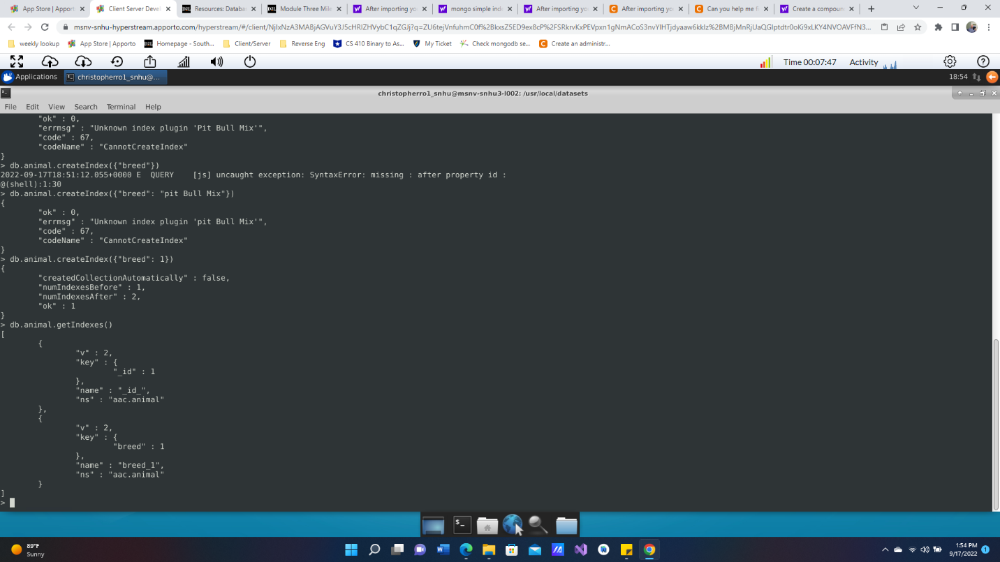 App Store | Apport
Client Server Devel
Resources: Databas
Module Three Mile
After importing yo
mongo simple inde
After importing yo
After importing yo
Can you help me fi
Create a compoun
msnv-snhu-hyperstream.apporto.com/hyperstream/#/client/
weekly lookup
App Store | Apporto
Homepage - South...
Client/Server
Reverse Eng
CS 410 Binary to As...
My Ticket
Check mongodb se...
Create an administr...
Time 00:07:47
Activity
Applications
christopherro1_snhu@...
18:54
christopherro1_snhu@msnv-snhu3-l002: /usr/local/datasets
File Edit View Search Terminal Help
"ok" : 0,
"errmsg" : "Unknown index plugin 'Pit Bull Mix'",
"code" : 67,
"codeName" : "CannotCreateIndex"
}
> db.animal.createIndex({"breed"})
2022-09-17T18:51:12.055+0000 E  QUERY    [js] uncaught exception: SyntaxError: missing : after property id :
@(shell):1:30
> db.animal.createIndex({"breed": "pit Bull Mix"})
{
"ok" : 0,
"errmsg" : "Unknown index plugin 'pit Bull Mix'",
"code" : 67,
"codeName" : "CannotCreateIndex"
}
> db.animal.createIndex({"breed": 1})
{
"createdCollectionAutomatically" : false,
"numIndexesBefore" : 1,
"numIndexesAfter" : 2,
"ok" : 1
}
> db.animal.getIndexes()
[
{
"v" : 2,
"key" : {
"_id" : 1
},
"name" : "_id_",
"ns" : "aac.animal"
},
{
"v" : 2,
"key" : {
"breed" : 1
},
"name" : "breed_1",
"ns" : "aac.animal"
}
]
>
89°F
Sunny
1:54 PM
9/17/2022